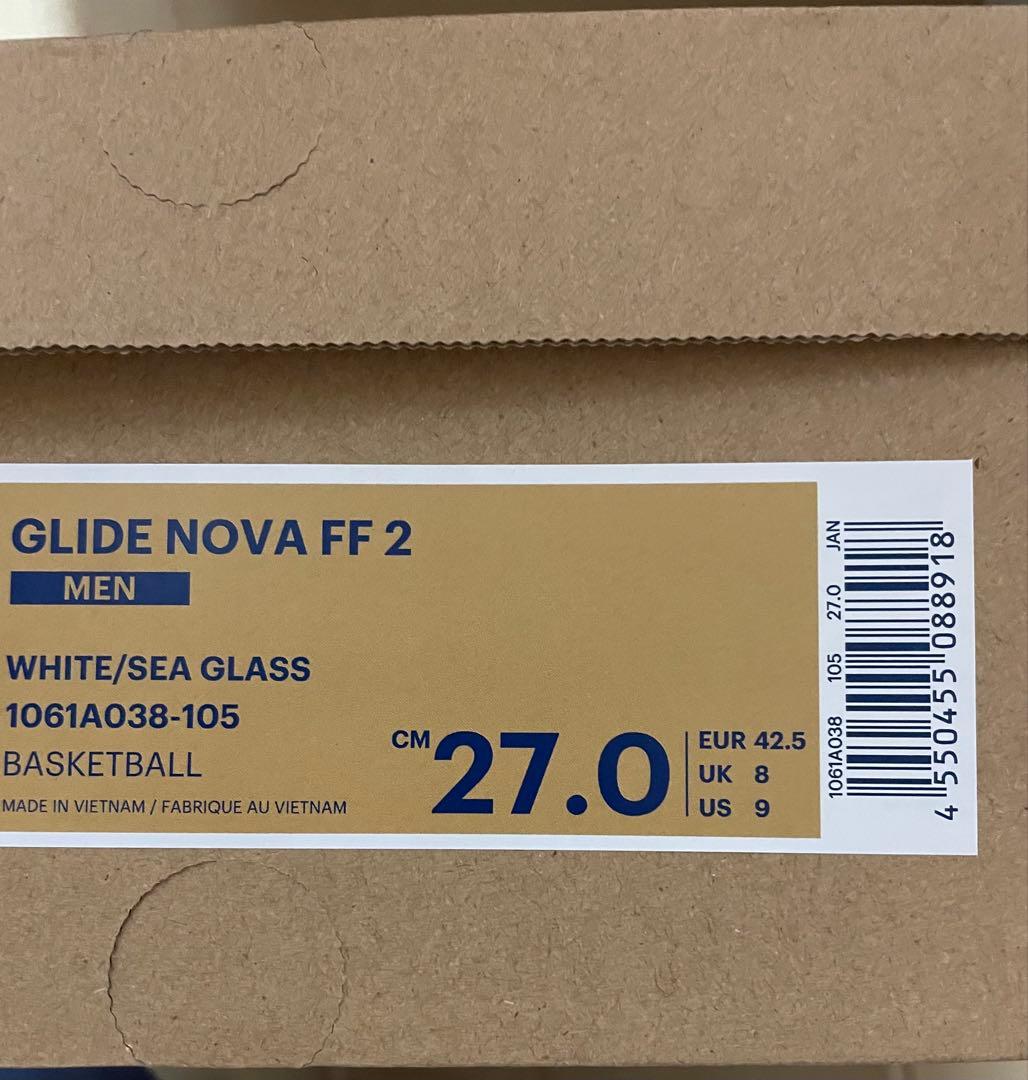 GLIDE NOVA FF 2
MEN
WHITE/SEA GLASS
1061A038-105
BASKETBALL
MADE IN VIETNAM / FABRIQUE AU VIETNAM
CM 27.0
EUR 42.5
UK 8
US 9
1061A038 105 27.0 JAN
4 550455 088918